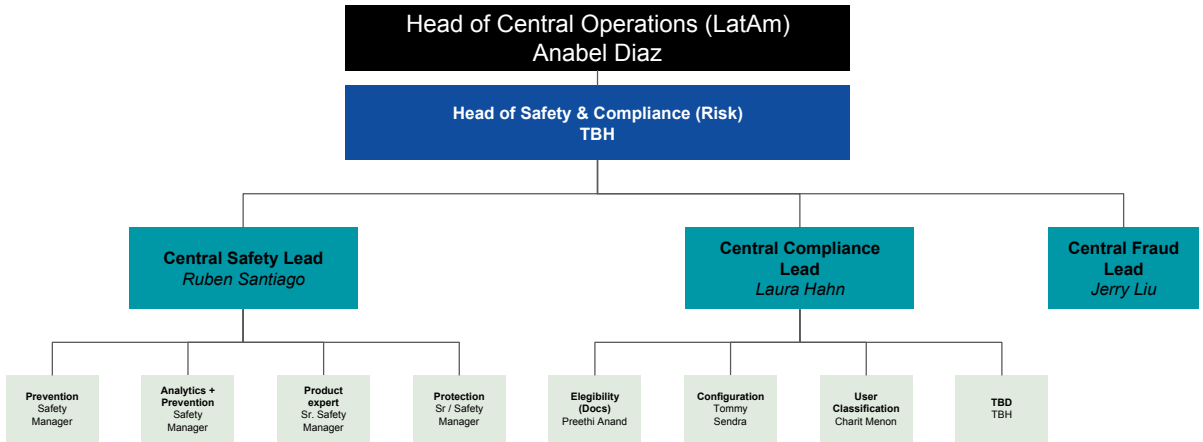 Head of Central Operations (LatAm)
Anabel Diaz
Head of Safety & Compliance (Risk)
TBH
Central Safety Lead
Ruben Santiago
Central Compliance
Lead
Laura Hahn
Central Fraud
Lead
Jerry Liu
Prevention
Safety
Manager
Analytics +
Prevention
Safety
Manager
Product
expert
Sr. Safety
Manager
Protection
Sr / Safety
Manager
Elegibility
(Docs)
Preethi Anand
Configuration
Tommy
Sendra
User
Classification
Charit Menon
TBD
TBH